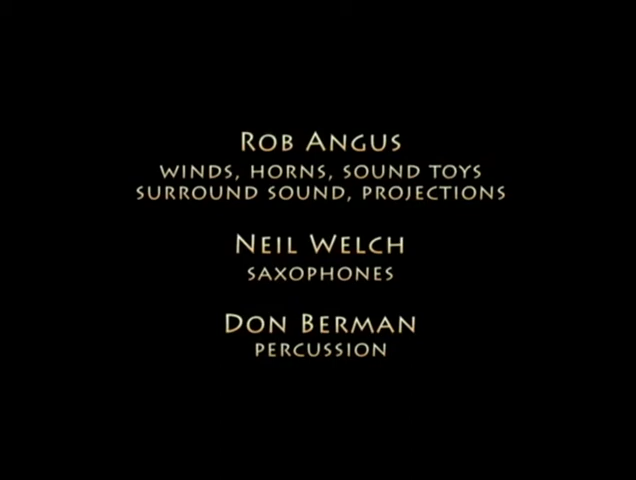 ROB ANGUS
WINDS, HORNS, SOUND TOYS
SURROUND SOUND, PROJECTIONS
NEIL WELCH
SAXOPHONES
DON BERMAN
PERCUSSION